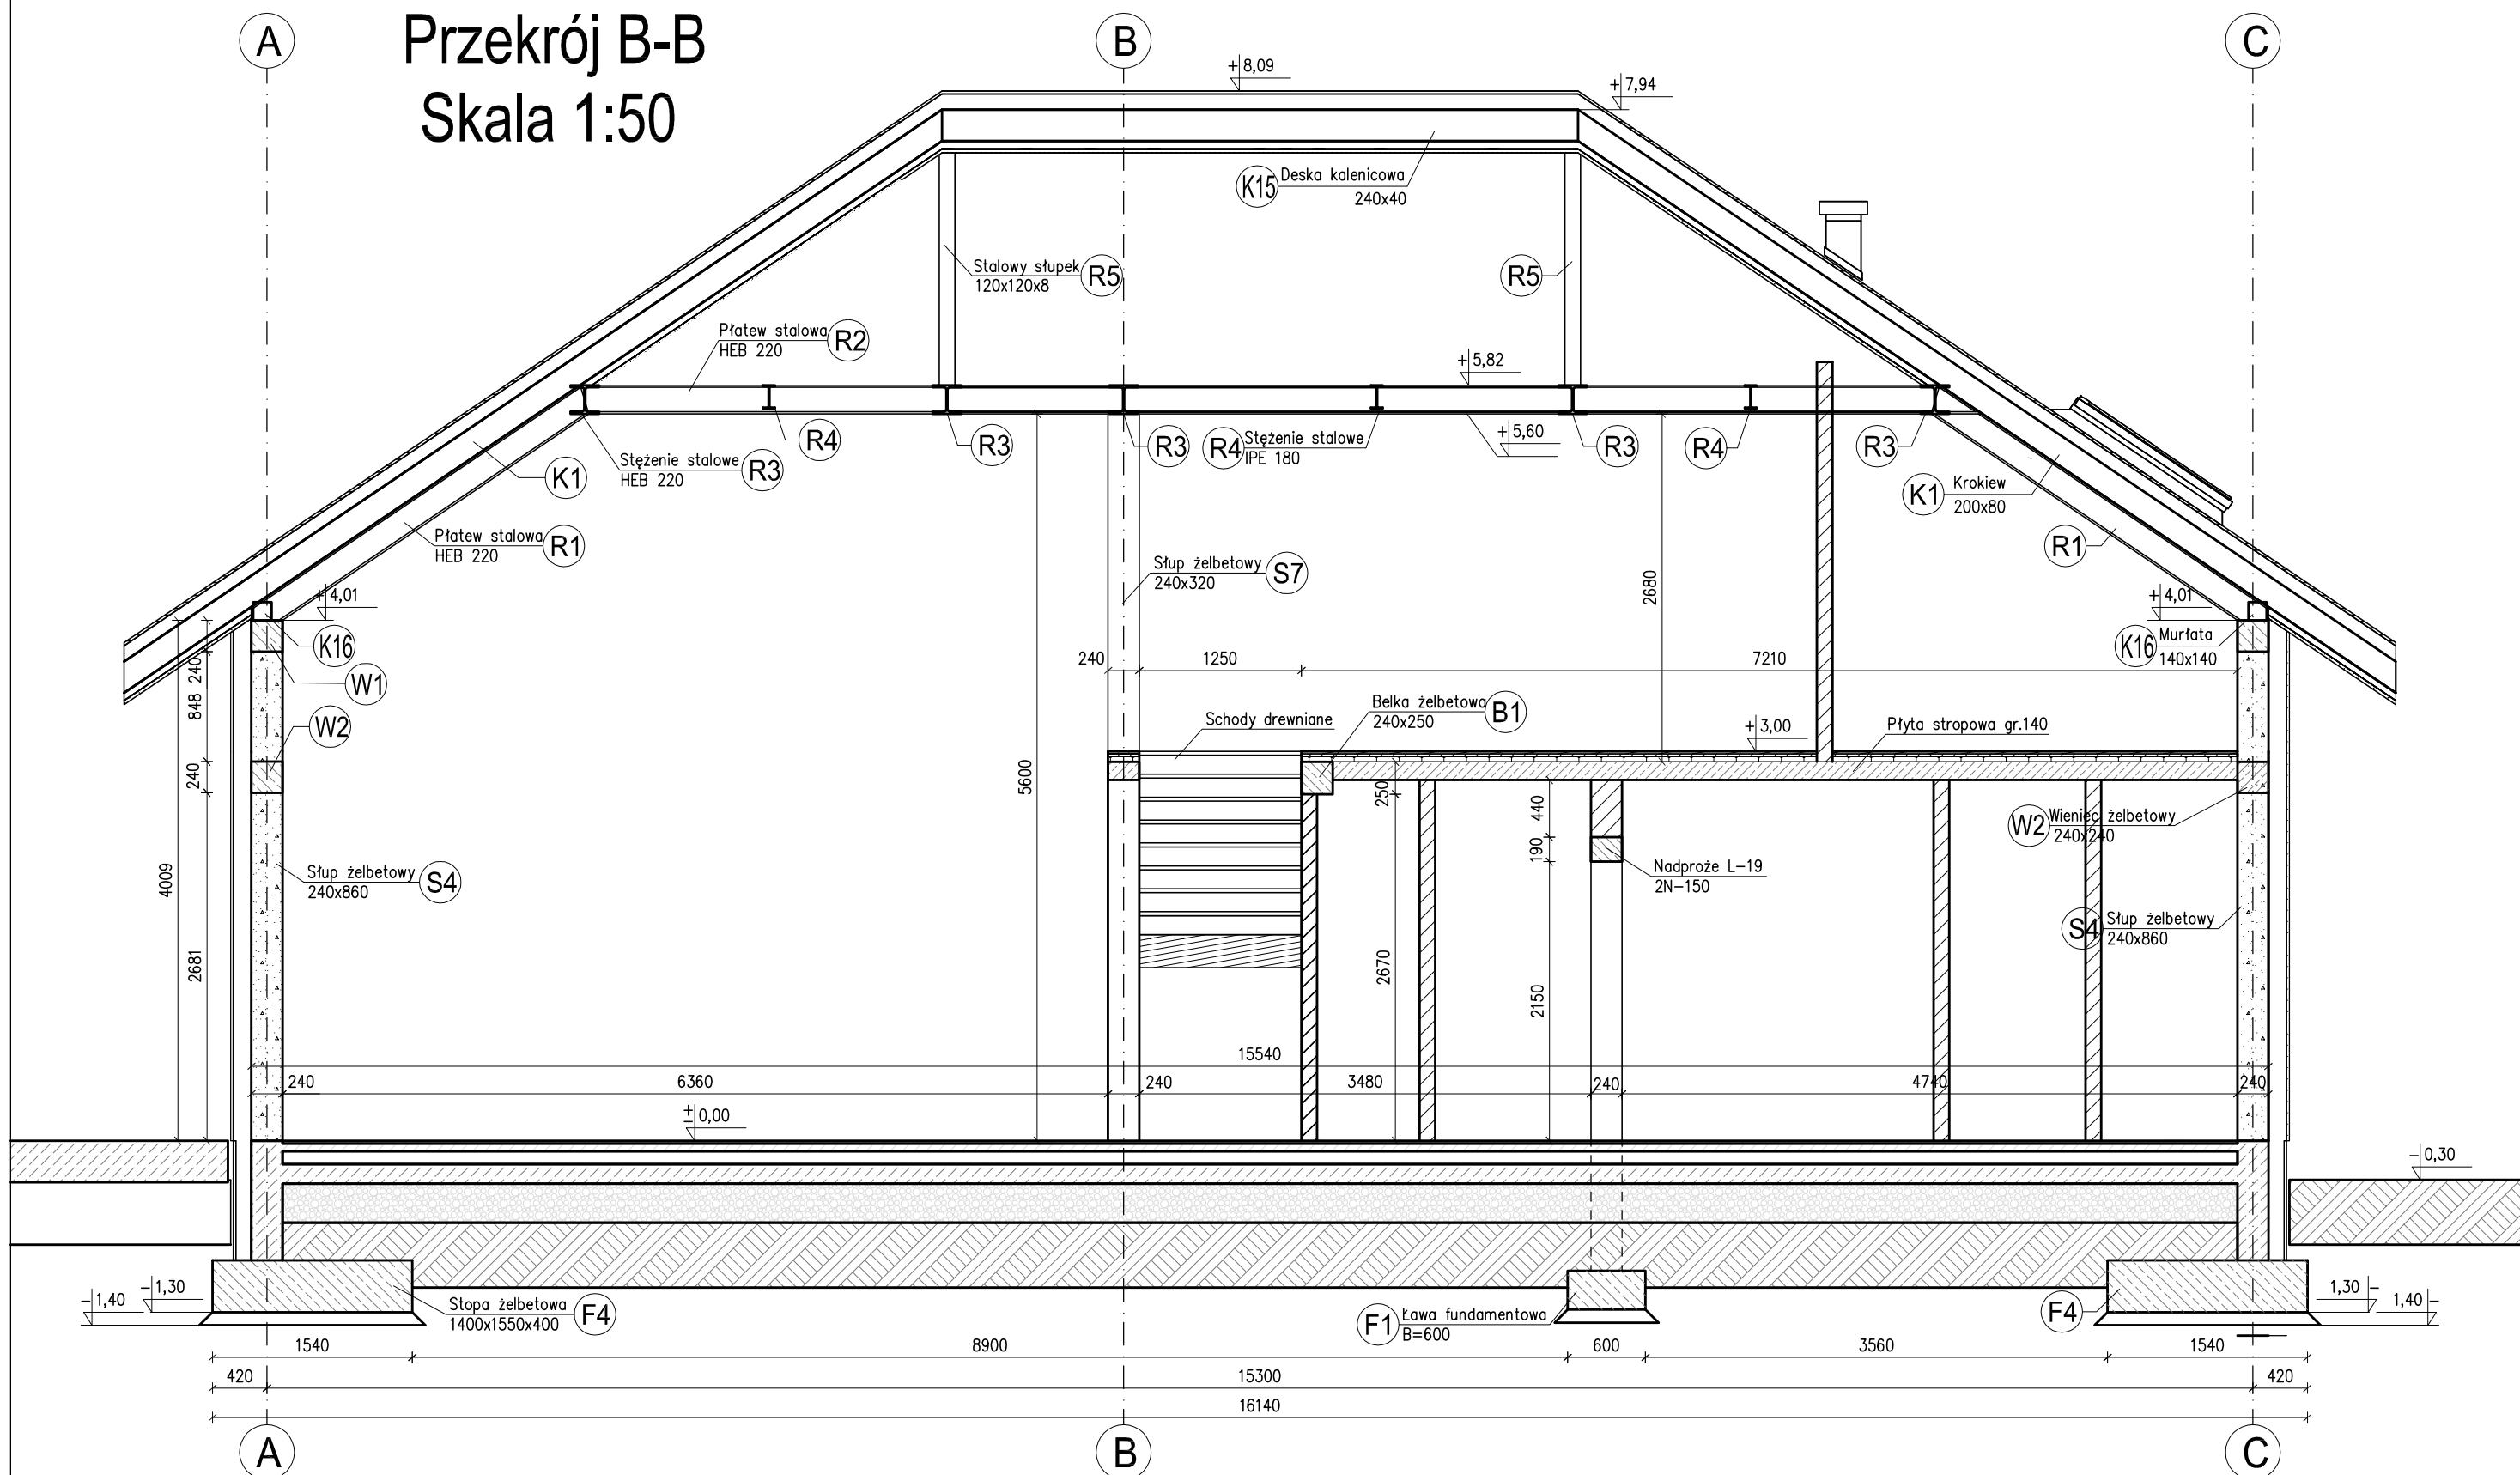 Przekrój B-B
Skala 1:50
A
B
C
+8,09
+7,94
K15 Deska kalenicowa
240x40
Stalowy słupek R5
120x120x8
R5
Płatew stalowa R2
HEB 220
+5,82
R4
R3
R3
R4 Stężenie stalowe
IPE 180
+5,60
R3
R4
R3
Stężenie stalowe R3
HEB 220
K1
K1 Krokiew
200x80
Płatew stalowa R1
HEB 220
R1
Słup żelbetowy S7
240x320
2680
+4,01
+4,01
K16
K16 Murłata
140x140
W1
W2
240
848
240
2681
4009
240
1250
7210
Schody drewniane
Belka żelbetowa B1
240x250
+3,00
Płyta stropowa gr.140
5600
250
440
190
W2 Wieniec żelbetowy
240x240
Nadproże L-19
2N-150
Słup żelbetowy S4
240x860
S4 Słup żelbetowy
240x860
2670
2150
15540
240
6360
240
3480
240
4740
240
±0,00
-0,30
-1,40
-1,30
Stopa żelbetowa F4
1400x1550x400
F1 Ława fundamentowa
B=600
F4
1,30-
1,40-
1540
8900
600
3560
1540
420
15300
420
16140
A
B
C